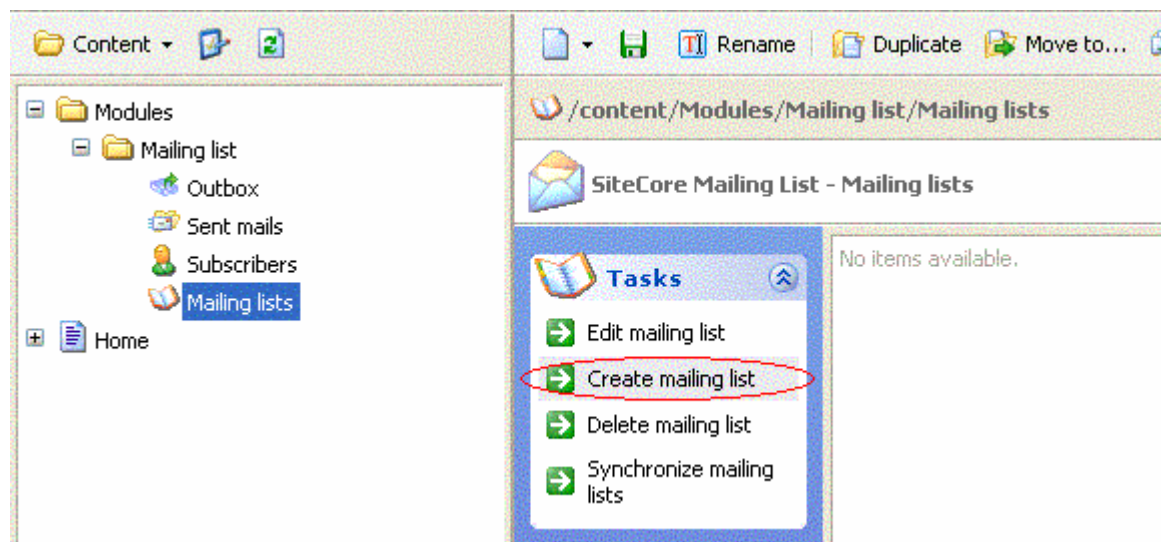 Content
Rename
Duplicate
Move to...
Modules
Mailing list
Outbox
Sent mails
Subscribers
Mailing lists
Home
/content/Modules/Mailing list/Mailing lists
SiteCore Mailing List - Mailing lists
Tasks
Edit mailing list
Create mailing list
Delete mailing list
Synchronize mailing
lists
No items available.